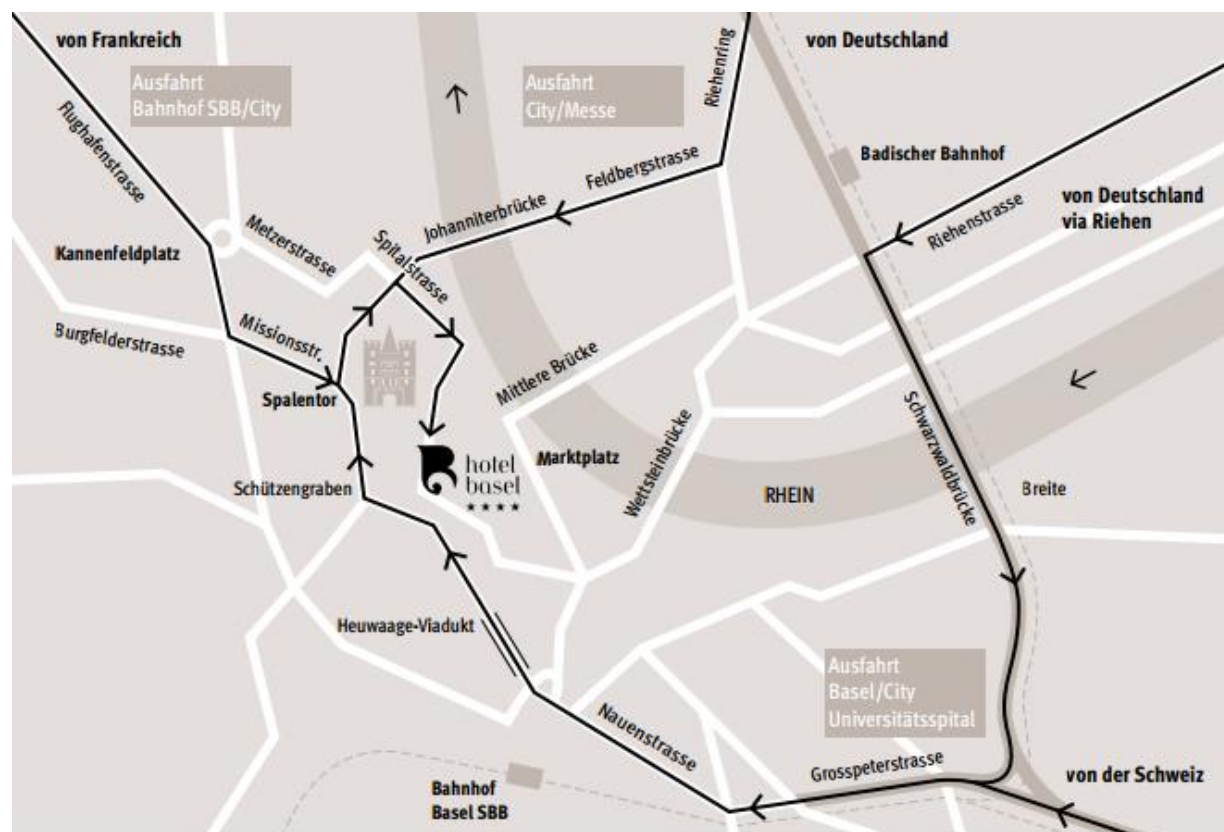 von Frankreich
Ausfahrt
Bahnhof SBB/City
Ausfahrt
City/Messe
Riehenring
von Deutschland
Flughafenstrasse
Badischer Bahnhof
Feldbergstrasse
von Deutschland
via Riehen
Riehenstrasse
Johanniterbrücke
Metzerstrasse
Spitalstrasse
Kannenfeldplatz
Burgfelderstrasse
Missionsstr.
Mittlere Brücke
Spalentor
Schwarzwaldbrücke
hotel
basel
★★★★
Marktplatz
Wettsteinbrücke
Schützengraben
RHEIN
Breite
Heuwaage-Viadukt
Ausfahrt
Basel/City
Universitätsspital
Nauenstrasse
Grosspeterstrasse
von der Schweiz
Bahnhof
Basel SBB